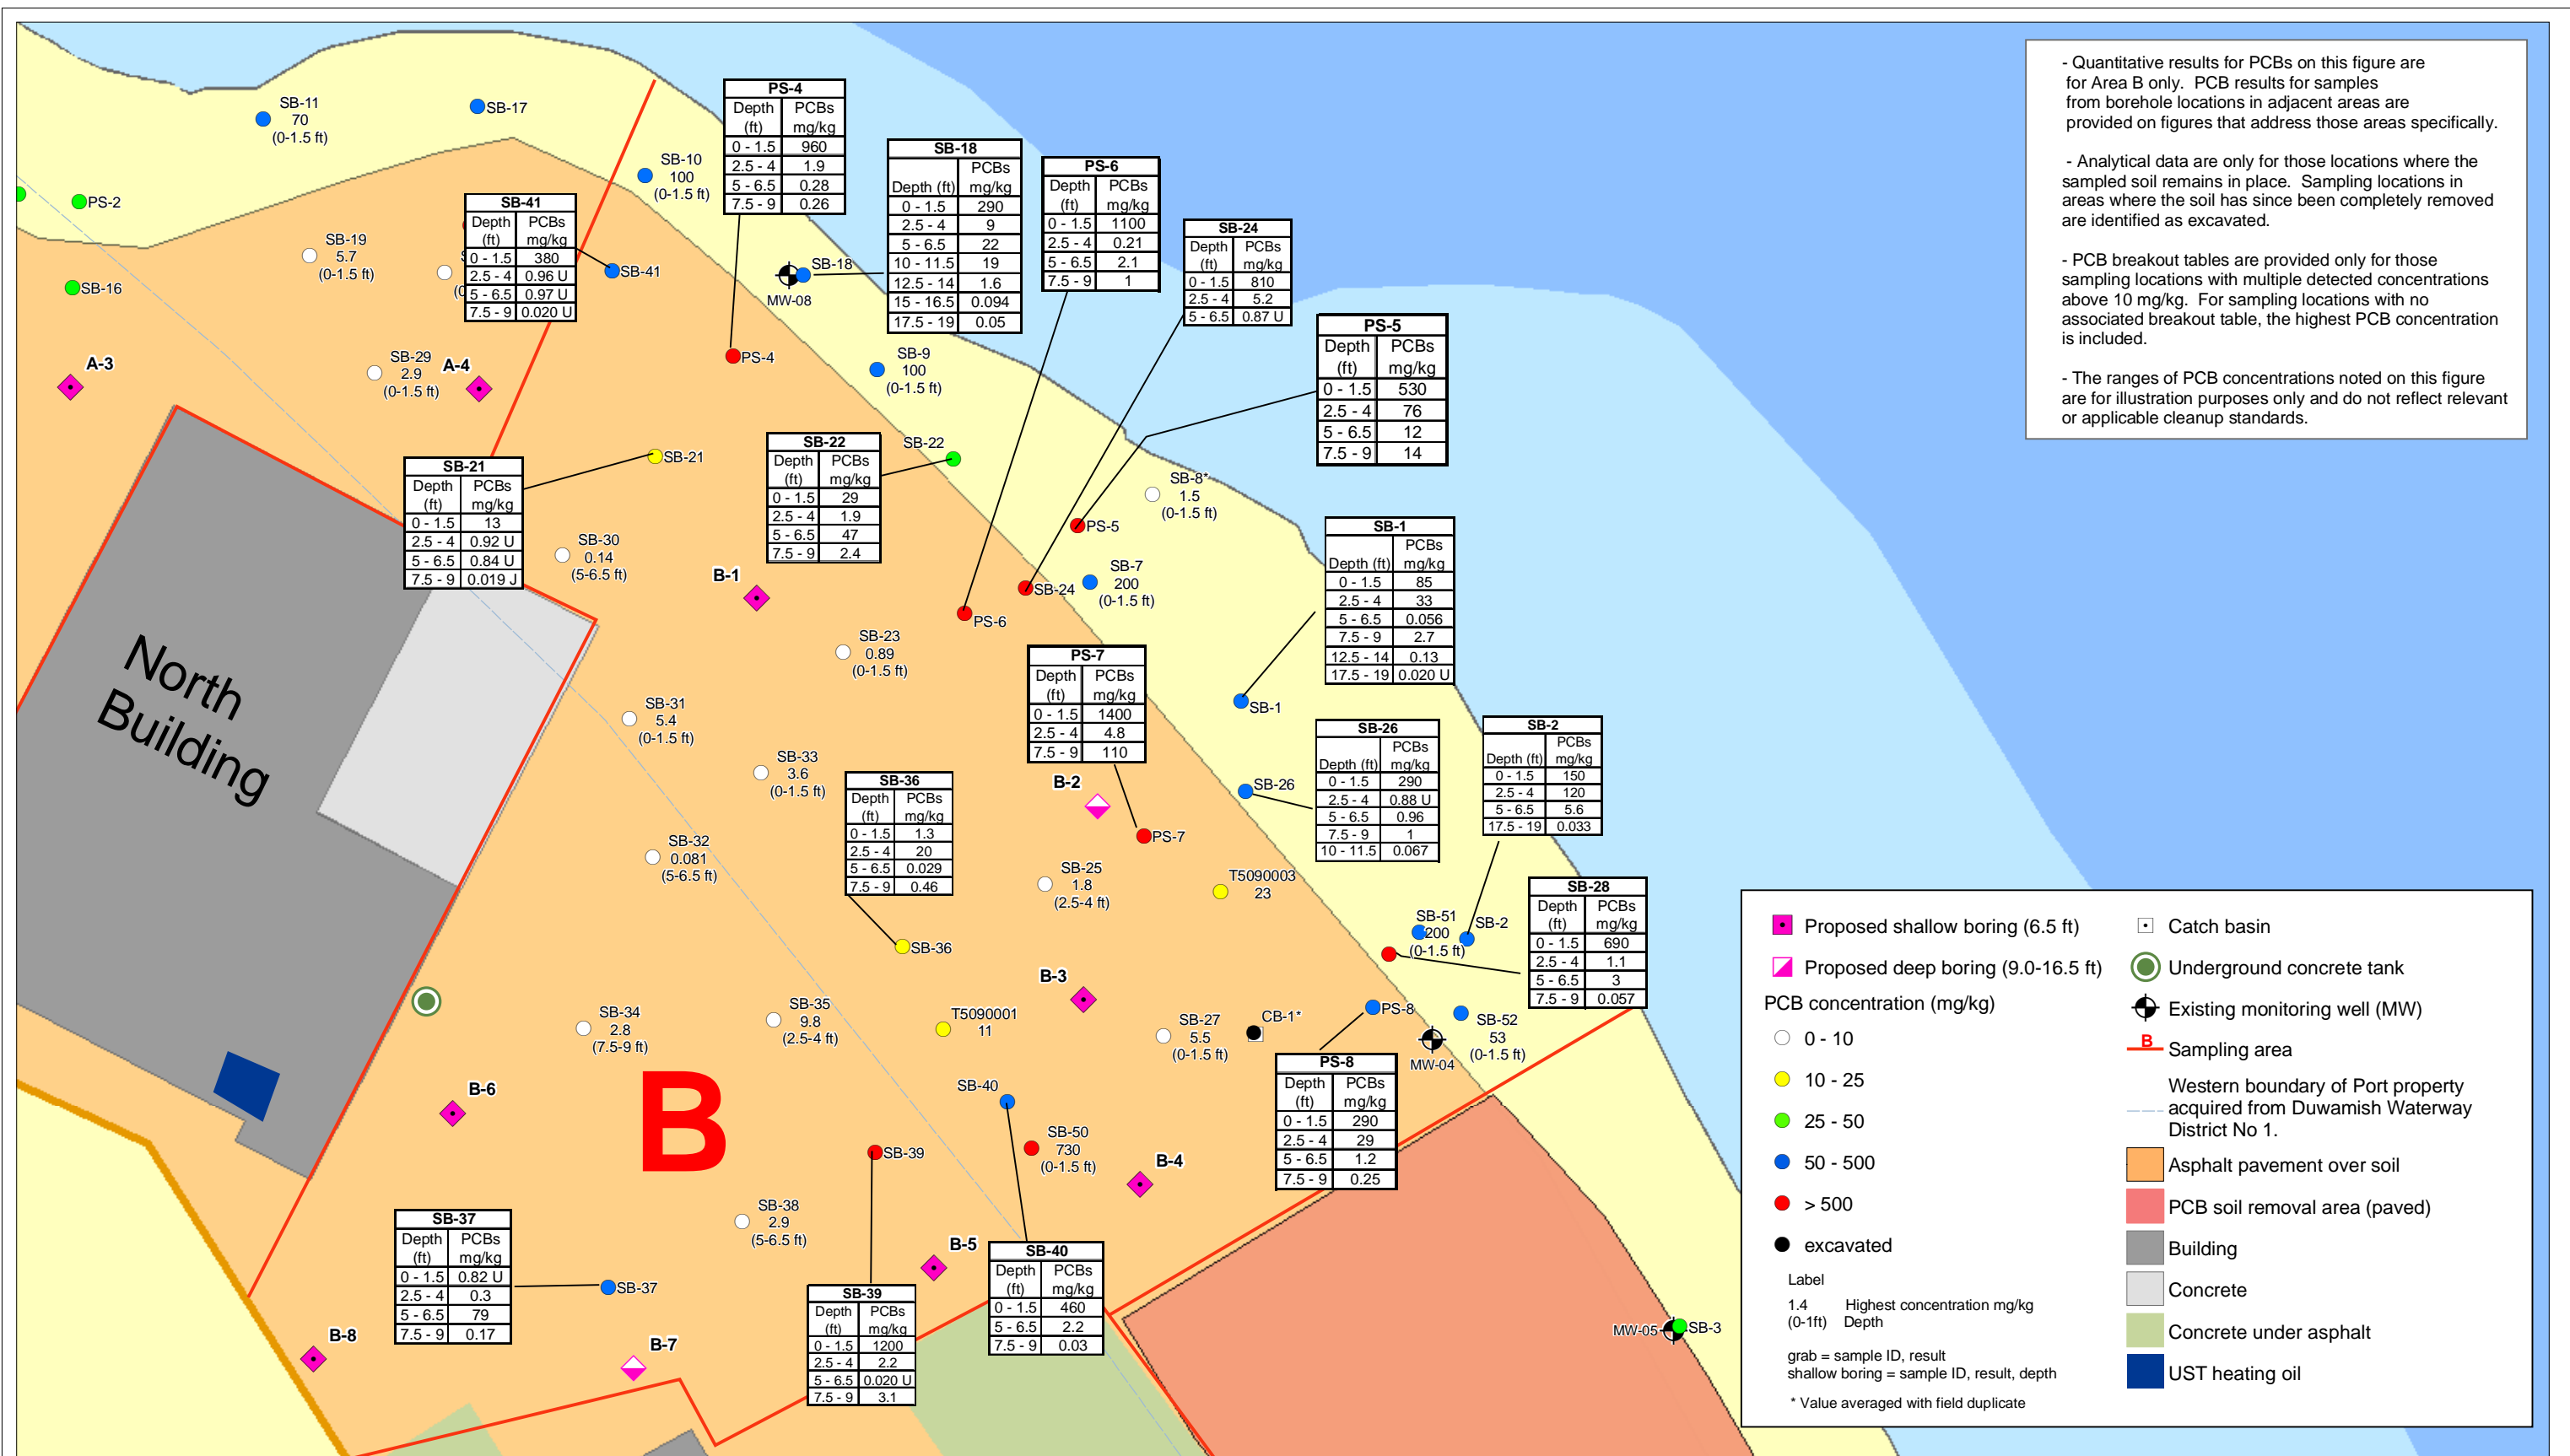 - Quantitative results for PCBs on this figure are
for Area B only. PCB results for samples
from borehole locations in adjacent areas are
provided on figures that address those areas specifically.
- Analytical data are only for those locations where the
sampled soil remains in place. Sampling locations in
areas where the soil has since been completely removed
are identified as excavated.
- PCB breakout tables are provided only for those
sampling locations with multiple detected concentrations
above 10 mg/kg. For sampling locations with no
associated breakout table, the highest PCB concentration
is included.
- The ranges of PCB concentrations noted on this figure
are for illustration purposes only and do not reflect relevant
or applicable cleanup standards.
SB-11
70
(0-1.5 ft)
SB-17
SB-10
100
(0-1.5 ft)
PS-2
SB-16
SB-19
5.7
(0-1.5 ft)
SB-41
Depth (ft) PCBs mg/kg
0 - 1.5 380
2.5 - 4 0.96 U
5 - 6.5 0.97 U
7.5 - 9 0.020 U
SB-41
PS-4
Depth (ft) PCBs mg/kg
0 - 1.5 960
2.5 - 4 1.9
5 - 6.5 0.28
7.5 - 9 0.26
PS-4
SB-18
Depth (ft) PCBs mg/kg
0 - 1.5 290
2.5 - 4 9
5 - 6.5 22
10 - 11.5 19
12.5 - 14 1.6
15 - 16.5 0.094
17.5 - 19 0.05
SB-18
MW-08
PS-6
Depth (ft) PCBs mg/kg
0 - 1.5 1100
2.5 - 4 0.21
5 - 6.5 2.1
7.5 - 9 1
SB-24
Depth (ft) PCBs mg/kg
0 - 1.5 810
2.5 - 4 5.2
5 - 6.5 0.87 U
PS-5
Depth (ft) PCBs mg/kg
0 - 1.5 530
2.5 - 4 76
5 - 6.5 12
7.5 - 9 14
A-3
SB-29
2.9
(0-1.5 ft)
A-4
SB-9
100
(0-1.5 ft)
SB-21
Depth (ft) PCBs mg/kg
0 - 1.5 13
2.5 - 4 0.92 U
5 - 6.5 0.84 U
7.5 - 9 0.019 J
SB-21
SB-22
Depth (ft) PCBs mg/kg
0 - 1.5 29
2.5 - 4 1.9
5 - 6.5 47
7.5 - 9 2.4
SB-22
SB-8*
1.5
(0-1.5 ft)
PS-5
SB-30
0.14
(5-6.5 ft)
B-1
SB-24
SB-7
200
(0-1.5 ft)
PS-6
SB-1
Depth (ft) PCBs mg/kg
0 - 1.5 85
2.5 - 4 33
5 - 6.5 0.056
7.5 - 9 2.7
12.5 - 14 0.13
17.5 - 19 0.020 U
SB-1
North
Building
SB-23
0.89
(0-1.5 ft)
PS-7
Depth (ft) PCBs mg/kg
0 - 1.5 1400
2.5 - 4 4.8
7.5 - 9 110
PS-7
SB-31
5.4
(0-1.5 ft)
SB-33
3.6
(0-1.5 ft)
B-2
SB-26
SB-26
Depth (ft) PCBs mg/kg
0 - 1.5 290
2.5 - 4 0.88 U
5 - 6.5 0.96
7.5 - 9 1
10 - 11.5 0.067
SB-2
Depth (ft) PCBs mg/kg
0 - 1.5 150
2.5 - 4 120
5 - 6.5 5.6
17.5 - 19 0.033
SB-36
Depth (ft) PCBs mg/kg
0 - 1.5 1.3
2.5 - 4 20
5 - 6.5 0.029
7.5 - 9 0.46
SB-36
SB-32
0.081
(5-6.5 ft)
SB-25
1.8
(2.5-4 ft)
T5090003
23
SB-51
200
(0-1.5 ft)
SB-2
SB-28
Depth (ft) PCBs mg/kg
0 - 1.5 690
2.5 - 4 1.1
5 - 6.5 3
7.5 - 9 0.057
SB-34
2.8
(7.5-9 ft)
SB-35
9.8
(2.5-4 ft)
T5090001
11
B-3
SB-27
5.5
(0-1.5 ft)
CB-1*
PS-8
MW-04
SB-52
53
(0-1.5 ft)
PS-8
Depth (ft) PCBs mg/kg
0 - 1.5 290
2.5 - 4 29
5 - 6.5 1.2
7.5 - 9 0.25
B-6
B
SB-40
SB-50
730
(0-1.5 ft)
SB-39
B-4
SB-38
2.9
(5-6.5 ft)
B-5
SB-37
Depth (ft) PCBs mg/kg
0 - 1.5 0.82 U
2.5 - 4 0.3
5 - 6.5 79
7.5 - 9 0.17
SB-37
SB-39
Depth (ft) PCBs mg/kg
0 - 1.5 1200
2.5 - 4 2.2
5 - 6.5 0.020 U
7.5 - 9 3.1
SB-40
Depth (ft) PCBs mg/kg
0 - 1.5 460
5 - 6.5 2.2
7.5 - 9 0.03
B-8
B-7
MW-05
SB-3
Proposed shallow boring (6.5 ft)
Proposed deep boring (9.0-16.5 ft)
PCB concentration (mg/kg)
0 - 10
10 - 25
25 - 50
50 - 500
> 500
excavated
Label
1.4 Highest concentration mg/kg
(0-1ft) Depth
grab = sample ID, result
shallow boring = sample ID, result, depth
* Value averaged with field duplicate
Catch basin
Underground concrete tank
Existing monitoring well (MW)
B
Sampling area
Western boundary of Port property
acquired from Duwamish Waterway
District No 1.
Asphalt pavement over soil
PCB soil removal area (paved)
Building
Concrete
Concrete under asphalt
UST heating oil